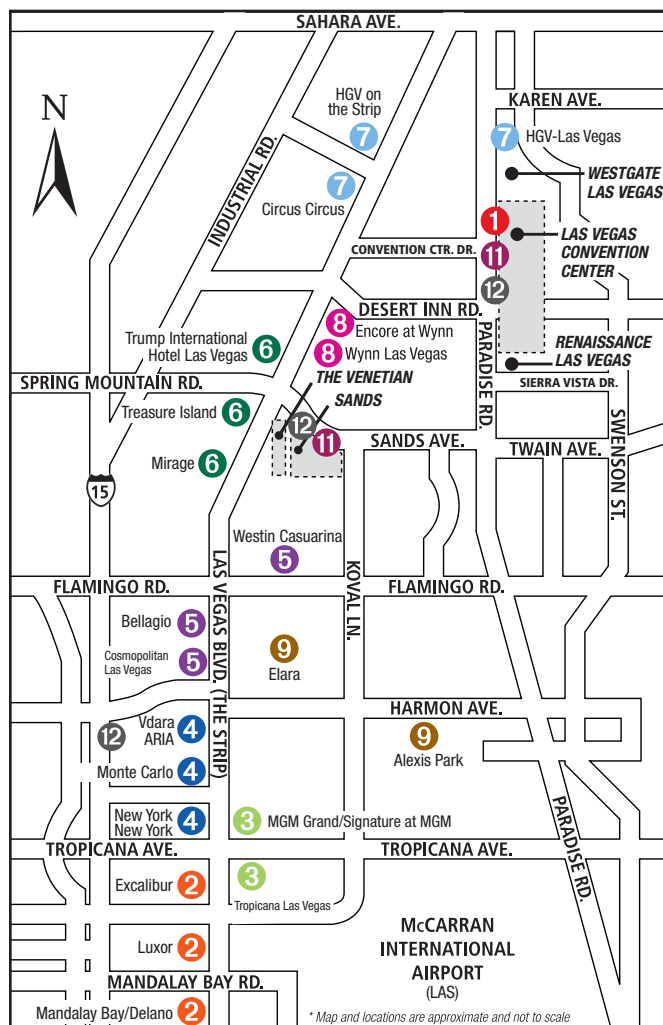 SAHARA AVE.
N
HGV on
the Strip
7
KAREN AVE.
7 HGV-Las Vegas
INDUSTRIAL RD.
WESTGATE
LAS VEGAS
7
Circus Circus
1
LAS VEGAS
CONVENTION
CENTER
CONVENTION CTR. DR.
11
12
DESERT INN RD.
8 Encore at Wynn
8 Wynn Las Vegas
PARADISE RD.
Trump International
Hotel Las Vegas 6
RENAISSANCE
LAS VEGAS
SPRING MOUNTAIN RD.
THE VENETIAN
SANDS
SIERRA VISTA DR.
Treasure Island 6
12
11
SANDS AVE.
TWAIN AVE.
SWENSON ST.
Mirage 6
15
Westin Casuarina
5
LAS VEGAS BLVD. (THE STRIP)
KOVAL LN.
FLAMINGO RD.
FLAMINGO RD.
Bellagio 5
Cosmopolitan
Las Vegas 5
9
Elara
HARMON AVE.
12
Vdara
ARIA 4
9
Alexis Park
Monte Carlo 4
New York
New York 4
3 MGM Grand/Signature at MGM
PARADISE RD.
TROPICANA AVE.
TROPICANA AVE.
Excalibur 2
3
Tropicana Las Vegas
Luxor 2
McCARRAN
INTERNATIONAL
AIRPORT
(LAS)
MANDALAY BAY RD.
Mandalay Bay/Delano 2
* Map and locations are approximate and not to scale